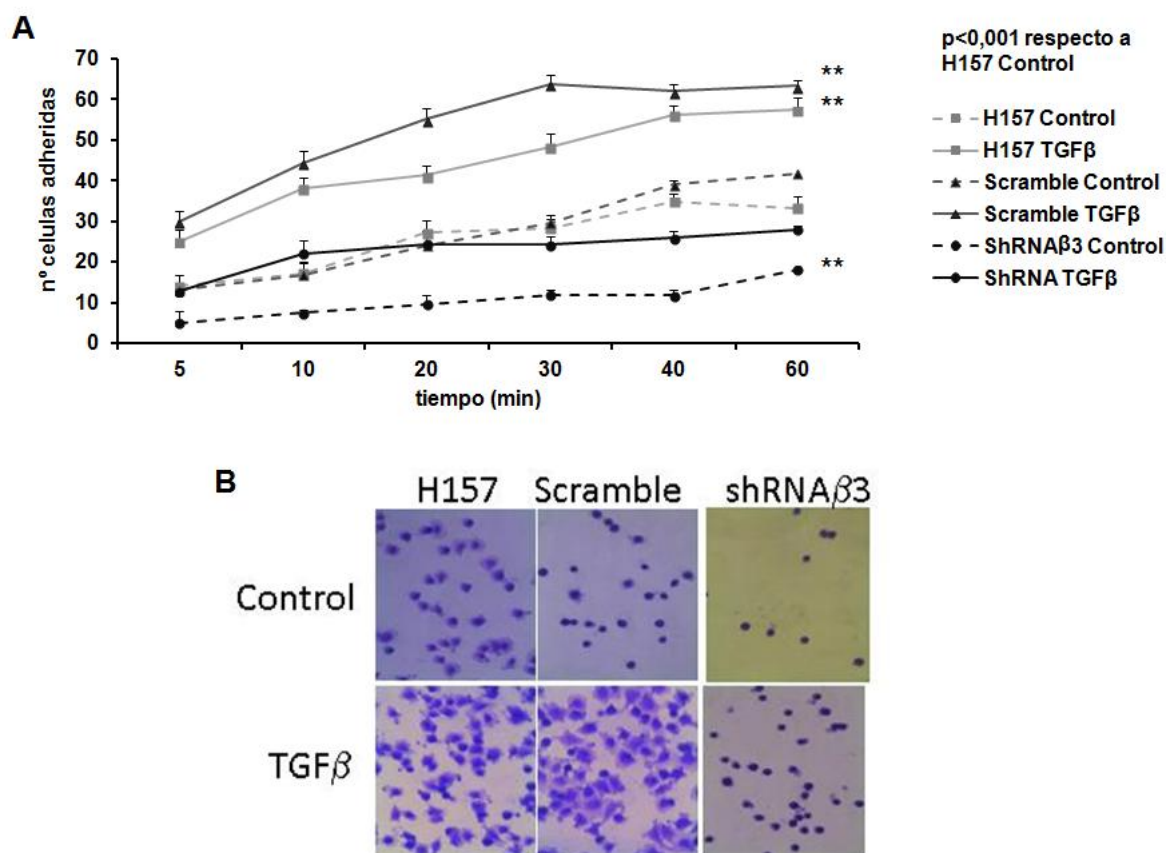 A
nº celulas adheridas
70
60
50
40
30
20
10
0
5 10 20 30 40 60
tiempo (min)
**
**
**
p<0,001 respecto a
H157 Control
H157 Control
H157 TGFβ
Scramble Control
Scramble TGFβ
ShRNAβ3 Control
ShRNA TGFβ
B
H157 Scramble shRNAβ3
Control
TGFβ